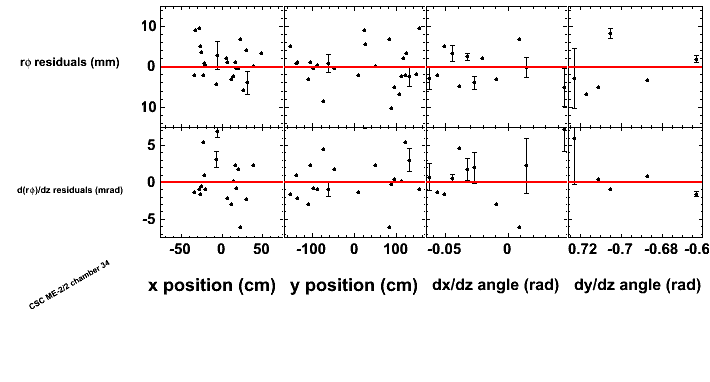 10
rϕ residuals (mm)
0
10
5
d(rϕ)/dz residuals (mrad)
0
-5
-50 0 50 -100 0 100 -0.05 0 0.72 -0.7 -0.68 -0.6
CSC ME-2/2 chamber 34
x position (cm) y position (cm) dx/dz angle (rad) dy/dz angle (rad)